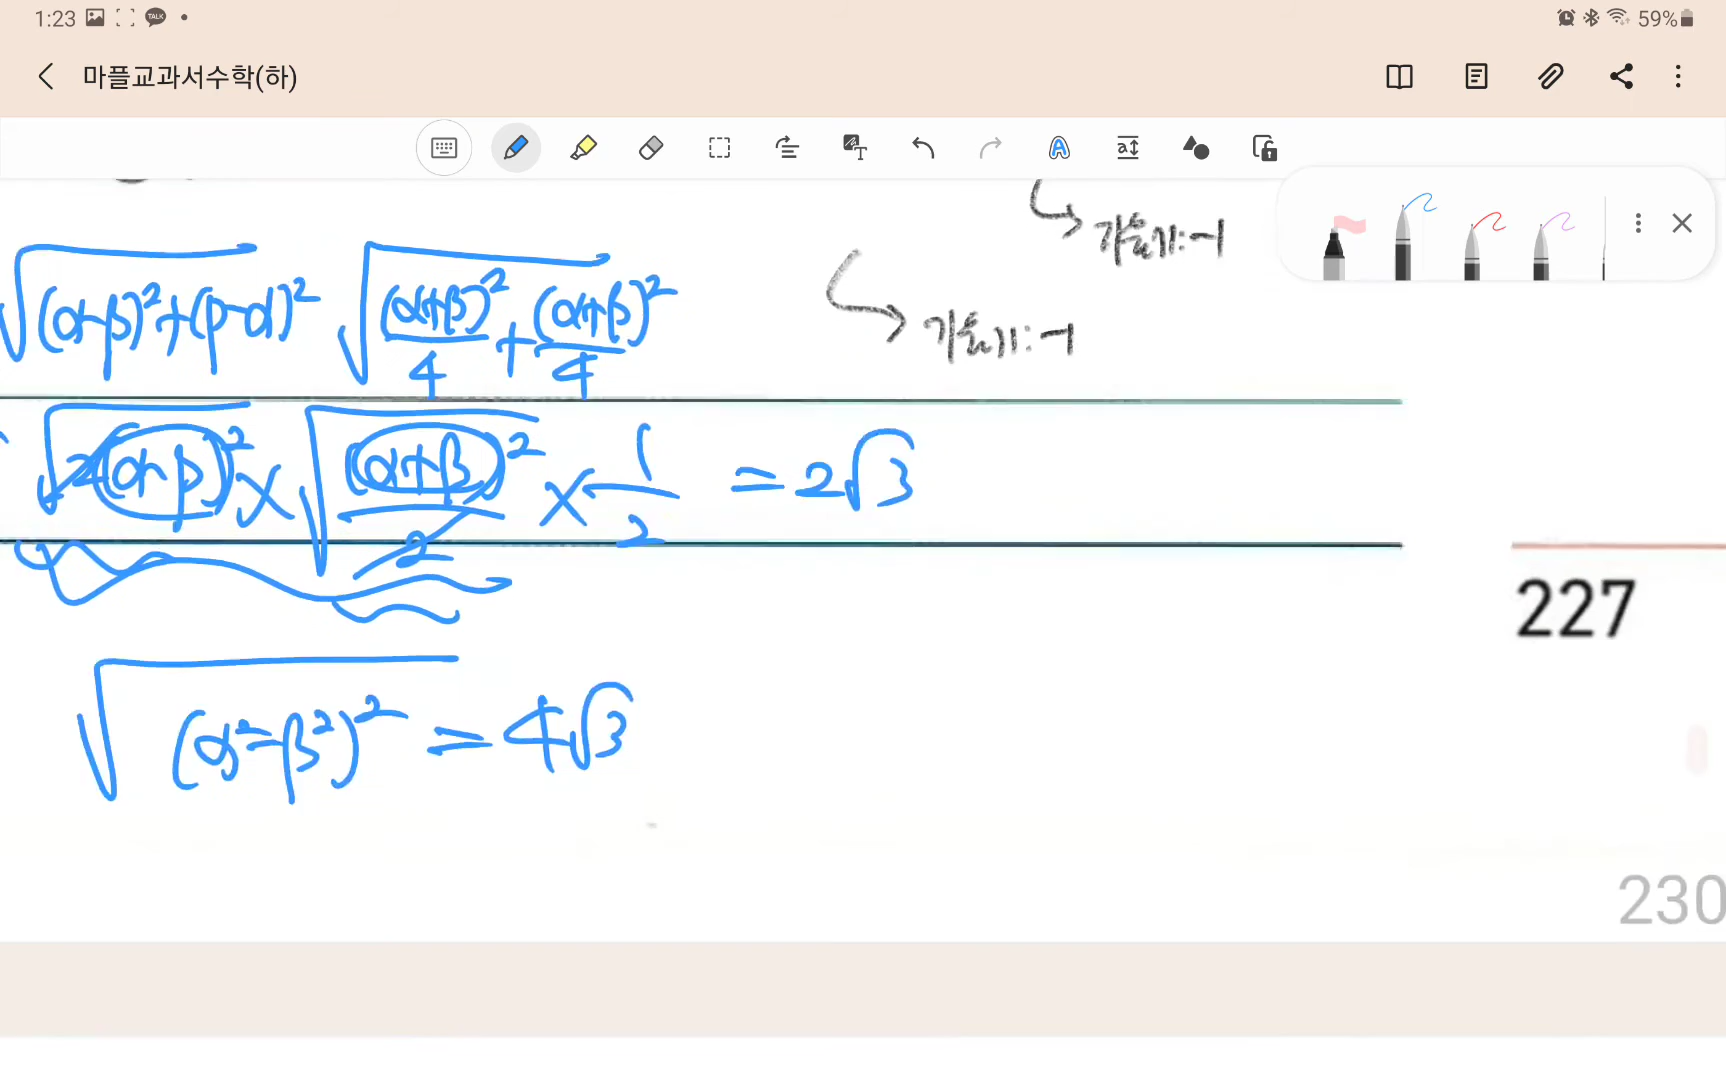 1:23 TALK 59%
마플교과서수학(하)
기울기:-1
√(α-β)²+(β-α)² √(α+β)²/4+(α+β)²/4
기울기:-1
√2(α-β)² × √(α+β)²/2 × 1/2 = 2√3
227
√(α²-β²)² = 4√3
230